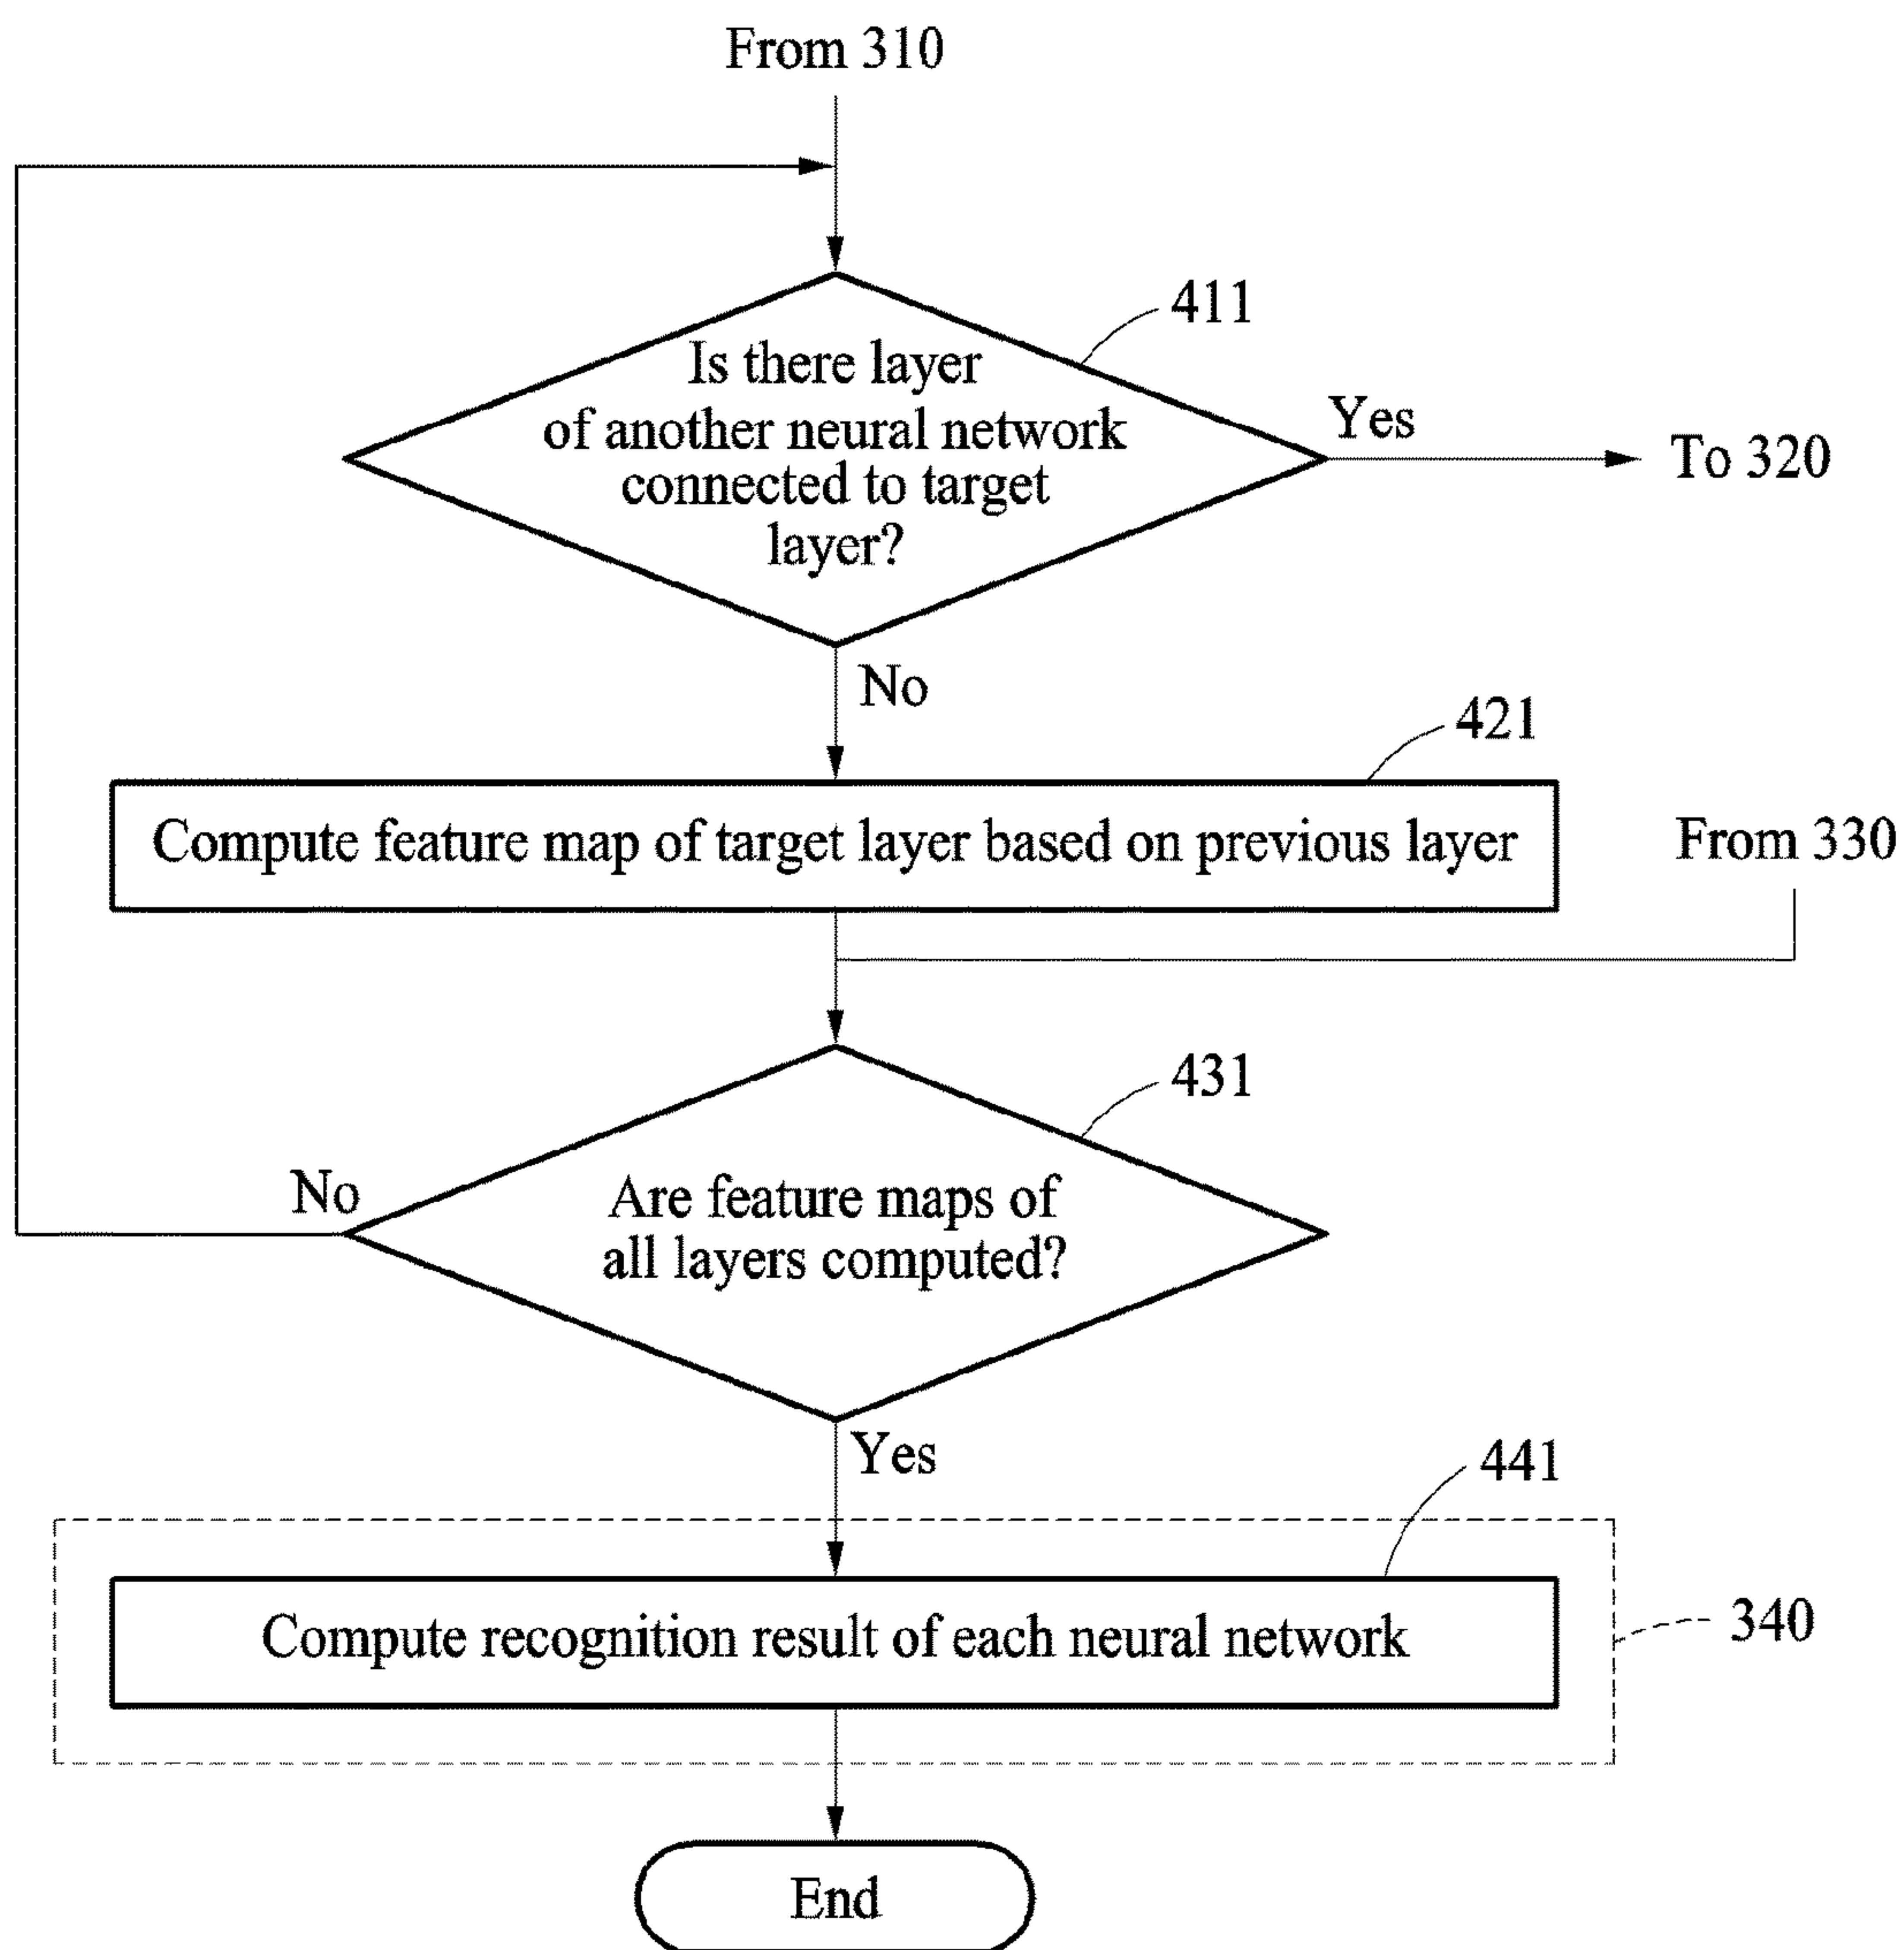 From 310
411
Is there layer
of another neural network
connected to target
layer?
Yes
To 320
No
421
Compute feature map of target layer based on previous layer
From 330
431
No
Are feature maps of
all layers computed?
Yes
441
Compute recognition result of each neural network
340
End